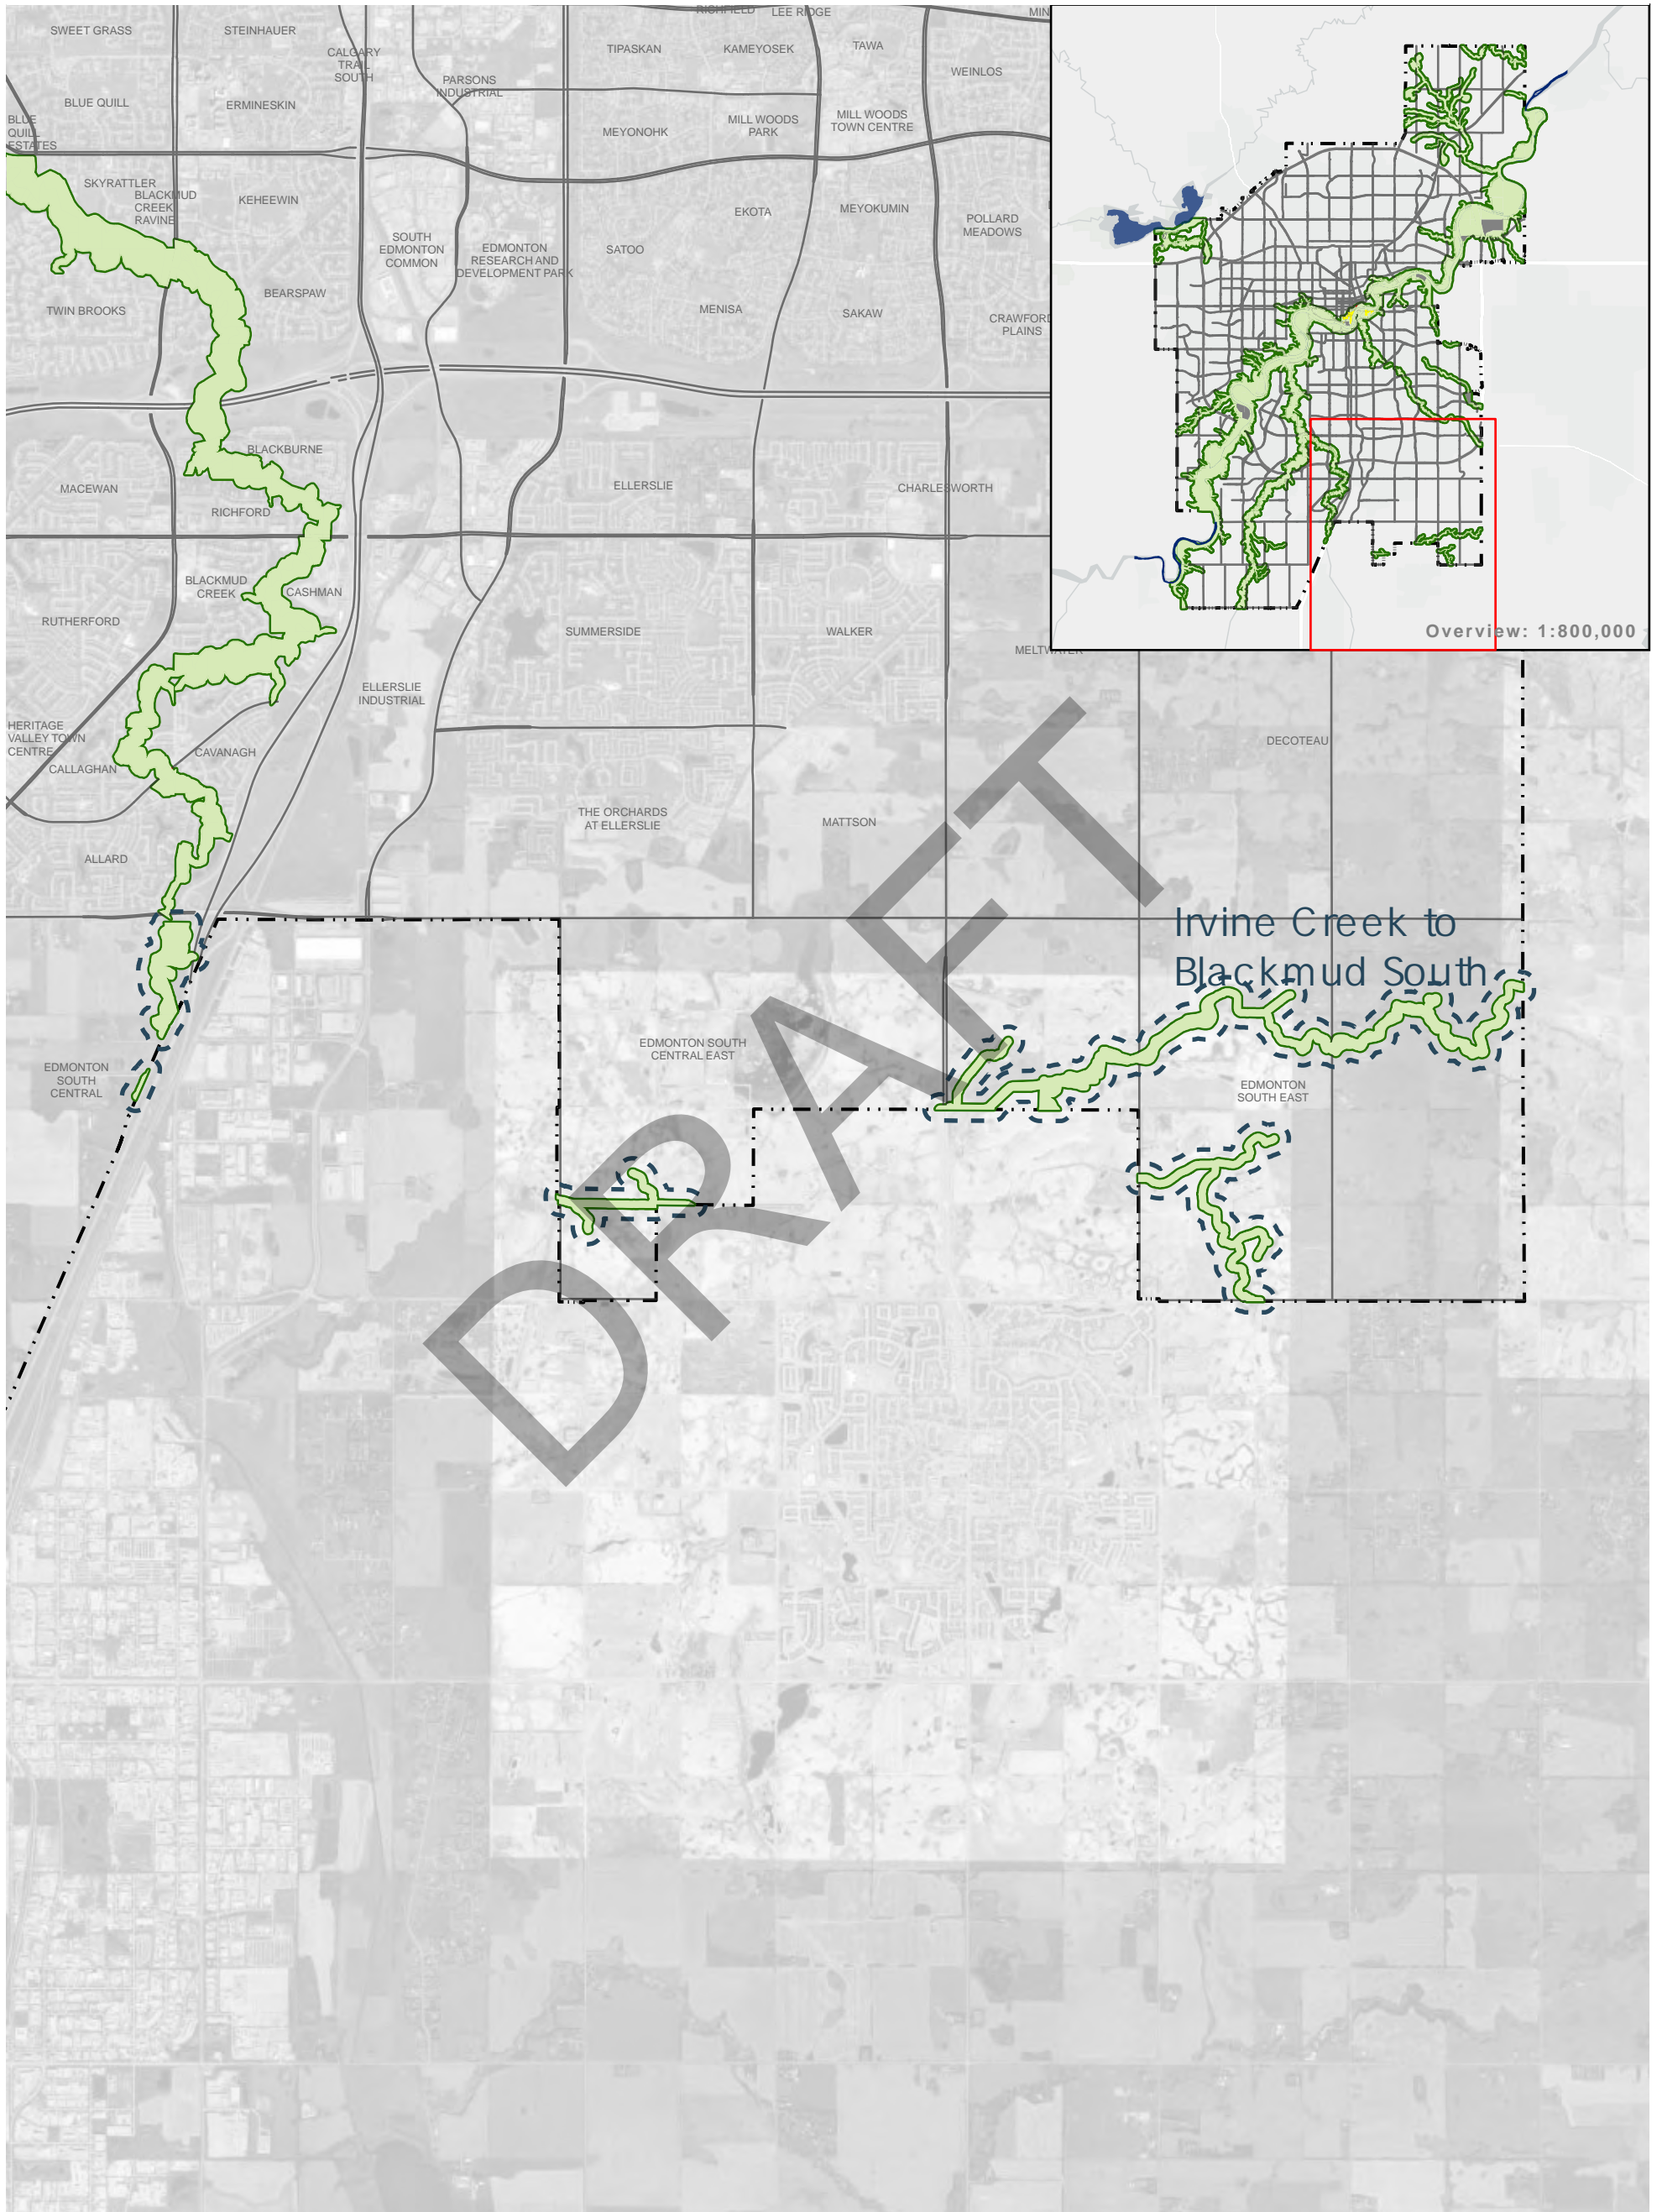 SWEET GRASS
STEINHAUER
CALGARY
TRAIL
SOUTH
RICHFIELD
LEE RIDGE
TIPASKAN
KAMEYOSEK
TAWA
WEINLOS
PARSONS
INDUSTRIAL
BLUE QUILL
ERMINESKIN
BLUE
QUILL
ESTATES
MEYONOHK
MILL WOODS
PARK
MILL WOODS
TOWN CENTRE
SKYRATTLER
BLACKMUD
CREEK
RAVINE
KEHEEWIN
EKOTA
MEYOKUMIN
POLLARD
MEADOWS
SOUTH
EDMONTON
COMMON
EDMONTON
RESEARCH AND
DEVELOPMENT PARK
SATOO
BEARSPAW
TWIN BROOKS
MENISA
SAKAW
CRAWFORD
PLAINS
BLACKBURNE
MACEWAN
ELLERSLIE
CHARLESWORTH
RICHFORD
BLACKMUD
CREEK
CASHMAN
RUTHERFORD
SUMMERSIDE
WALKER
Overview: 1:800,000
MELTWATER
ELLERSLIE
INDUSTRIAL
HERITAGE
VALLEY TOWN
CENTRE
CAVANAGH
CALLAGHAN
DECOTEAU
THE ORCHARDS
AT ELLERSLIE
MATTSON
ALLARD
Irvine Creek to
Blackmud South
EDMONTON SOUTH
CENTRAL EAST
EDMONTON
SOUTH
CENTRAL
EDMONTON
SOUTH EAST
DRAFT